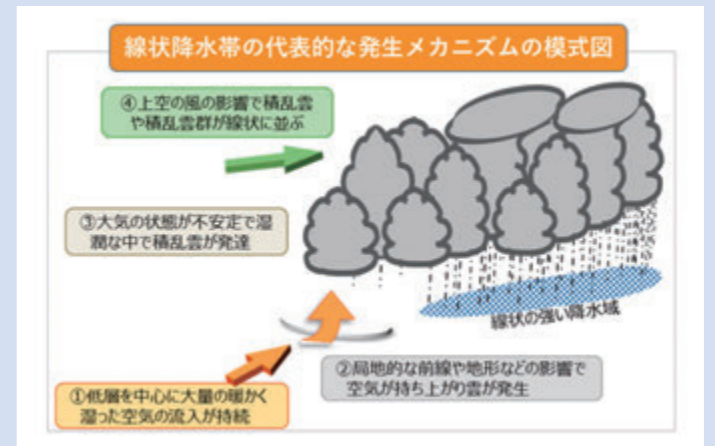 線状降水帯の代表的な発生メカニズムの模式図
④上空の風の影響で積乱雲
や積乱雲群が線状に並ぶ
③大気の状態が不安定で湿
潤な中で積乱雲が発達
線状の強い降水域
②局地的な前線や地形などの影響で
空気が持ち上がり雲が発生
①低層を中心に大量の暖かく
湿った空気の流入が持続